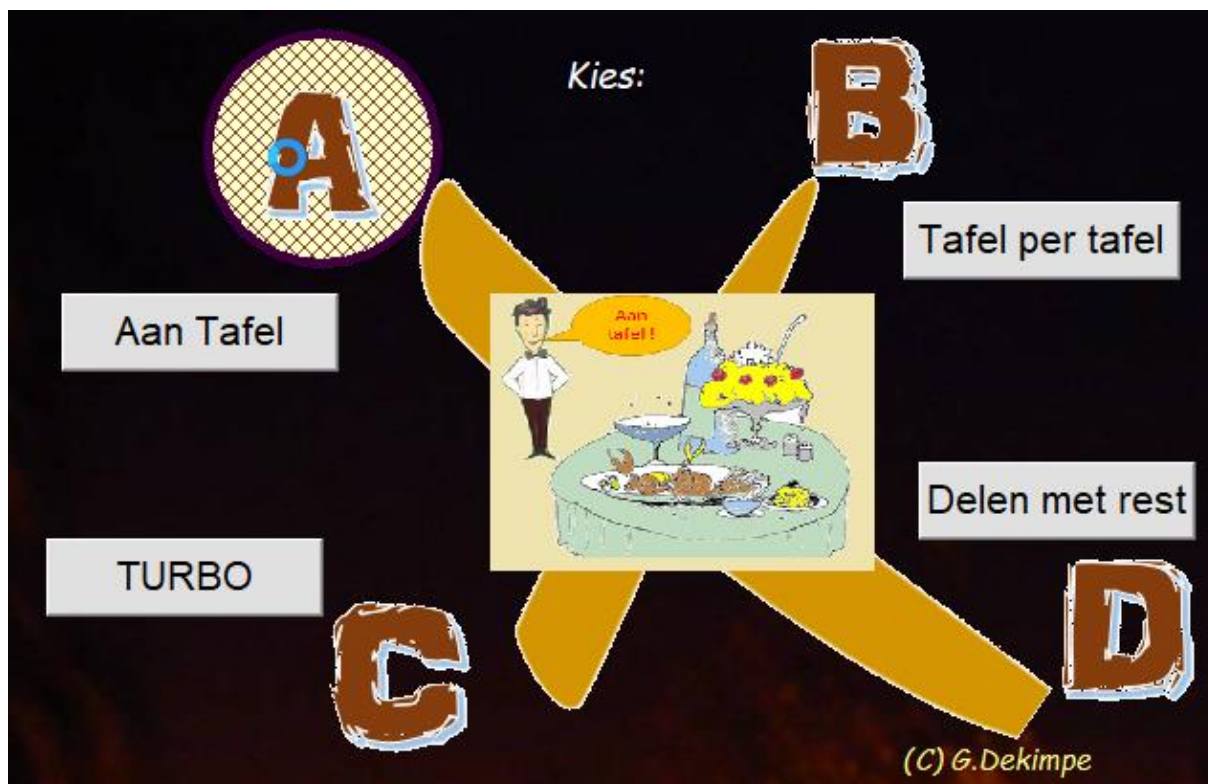 Kies:
A
B
Tafel per tafel
Aan Tafel
Aan
tafel!
Delen met rest
TURBO
C
D
(C) G.Dekimpe